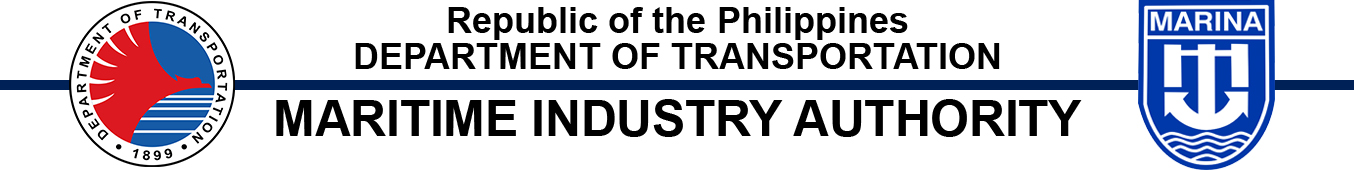 DEPARTMENT OF TRANSPORTATION
• 1899 •
Republic of the Philippines
DEPARTMENT OF TRANSPORTATION
MARITIME INDUSTRY AUTHORITY
MARINA